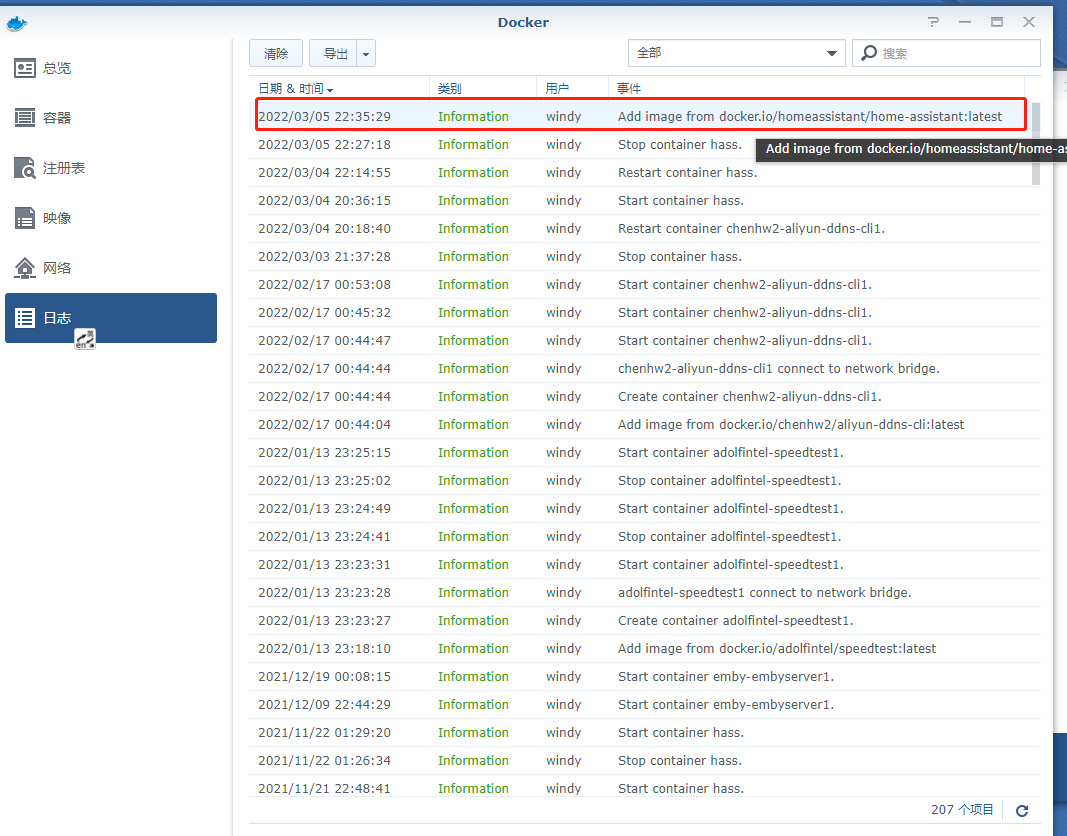 Docker
总览
容器
注册表
映像
网络
日志
清除 导出 全部 搜索
日期 & 时间 类别 用户 事件
2022/03/05 22:35:29 Information windy Add image from docker.io/homeassistant/home-assistant:latest
2022/03/05 22:27:18 Information windy Stop container hass.
Add image from docker.io/homeassistant/home-as
2022/03/04 22:14:55 Information windy Restart container hass.
2022/03/04 20:36:15 Information windy Start container hass.
2022/03/04 20:18:40 Information windy Restart container chenhw2-aliyun-ddns-cli1.
2022/03/03 21:37:28 Information windy Stop container hass.
2022/02/17 00:53:08 Information windy Start container chenhw2-aliyun-ddns-cli1.
2022/02/17 00:45:32 Information windy Start container chenhw2-aliyun-ddns-cli1.
2022/02/17 00:44:47 Information windy Start container chenhw2-aliyun-ddns-cli1.
2022/02/17 00:44:44 Information windy chenhw2-aliyun-ddns-cli1 connect to network bridge.
2022/02/17 00:44:44 Information windy Create container chenhw2-aliyun-ddns-cli1.
2022/02/17 00:44:04 Information windy Add image from docker.io/chenhw2/aliyun-ddns-cli:latest
2022/01/13 23:25:15 Information windy Start container adolfintel-speedtest1.
2022/01/13 23:25:02 Information windy Stop container adolfintel-speedtest1.
2022/01/13 23:24:49 Information windy Start container adolfintel-speedtest1.
2022/01/13 23:24:41 Information windy Stop container adolfintel-speedtest1.
2022/01/13 23:23:31 Information windy Start container adolfintel-speedtest1.
2022/01/13 23:23:28 Information windy adolfintel-speedtest1 connect to network bridge.
2022/01/13 23:23:27 Information windy Create container adolfintel-speedtest1.
2022/01/13 23:18:10 Information windy Add image from docker.io/adolfintel/speedtest:latest
2021/12/19 00:08:15 Information windy Start container emby-embyserver1.
2021/12/09 22:44:29 Information windy Start container emby-embyserver1.
2021/11/22 01:29:20 Information windy Start container hass.
2021/11/22 01:26:34 Information windy Stop container hass.
2021/11/21 22:48:41 Information windy Start container hass.
207 个项目